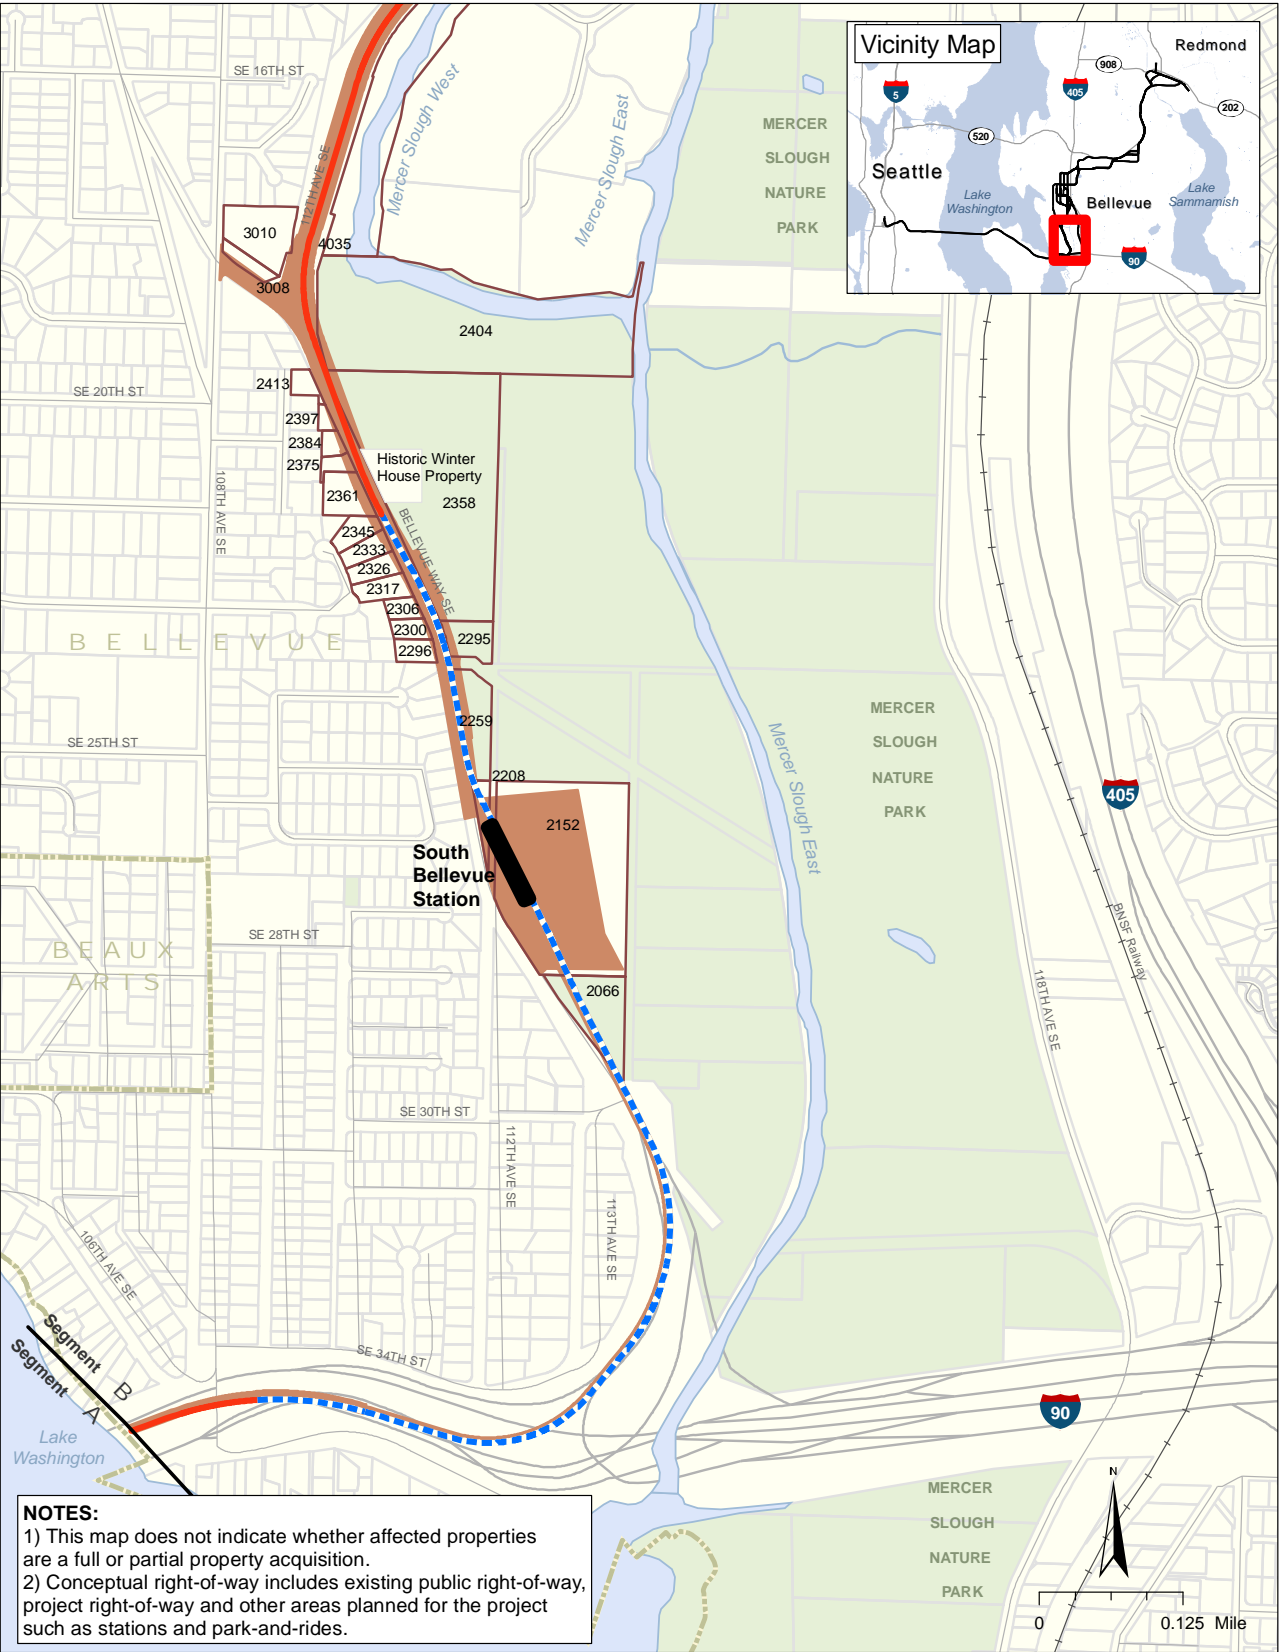 Vicinity Map
Redmond
908
5
405
202
520
Seattle
Lake
Washington
Bellevue
Lake
Sammamish
90
SE 16TH ST
112TH AVE SE
Mercer Slough West
Mercer Slough East
MERCER
SLOUGH
NATURE
PARK
3010
4035
3008
2404
SE 20TH ST
2413
2397
2384
2375
2361
Historic Winter
House Property
2358
108TH AVE SE
BELLEVUE WAY SE
2345
2333
2326
2317
2306
2300
2296
2295
BELLEVUE
2259
SE 25TH ST
2208
2152
MERCER
SLOUGH
NATURE
PARK
Mercer Slough East
405
South
Bellevue
Station
BEAUX
ARTS
SE 28TH ST
2066
BNSF Railway
118TH AVE SE
SE 30TH ST
112TH AVE SE
113TH AVE SE
106TH AVE SE
SE 34TH ST
Segment B
Segment A
Lake
Washington
90
MERCER
SLOUGH
NATURE
PARK
N
0 0.125 Mile
NOTES:
1) This map does not indicate whether affected properties
are a full or partial property acquisition.
2) Conceptual right-of-way includes existing public right-of-way,
project right-of-way and other areas planned for the project
such as stations and park-and-rides.